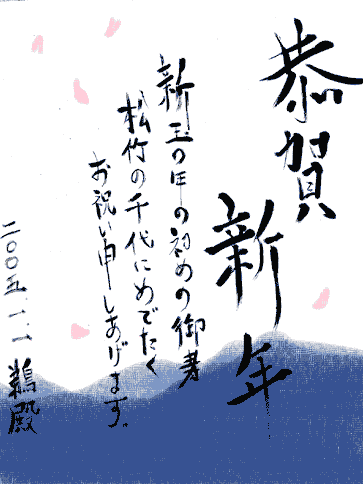 恭賀
新年
新玉の年の初めの御寿
松竹の千代にめでたく
お祝い申しあげます。
二〇〇五.一.一
鵜殿